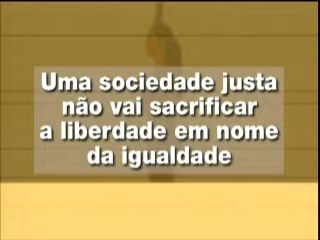 Uma sociedade justa
não vai sacrificar
a liberdade em nome
da igualdade